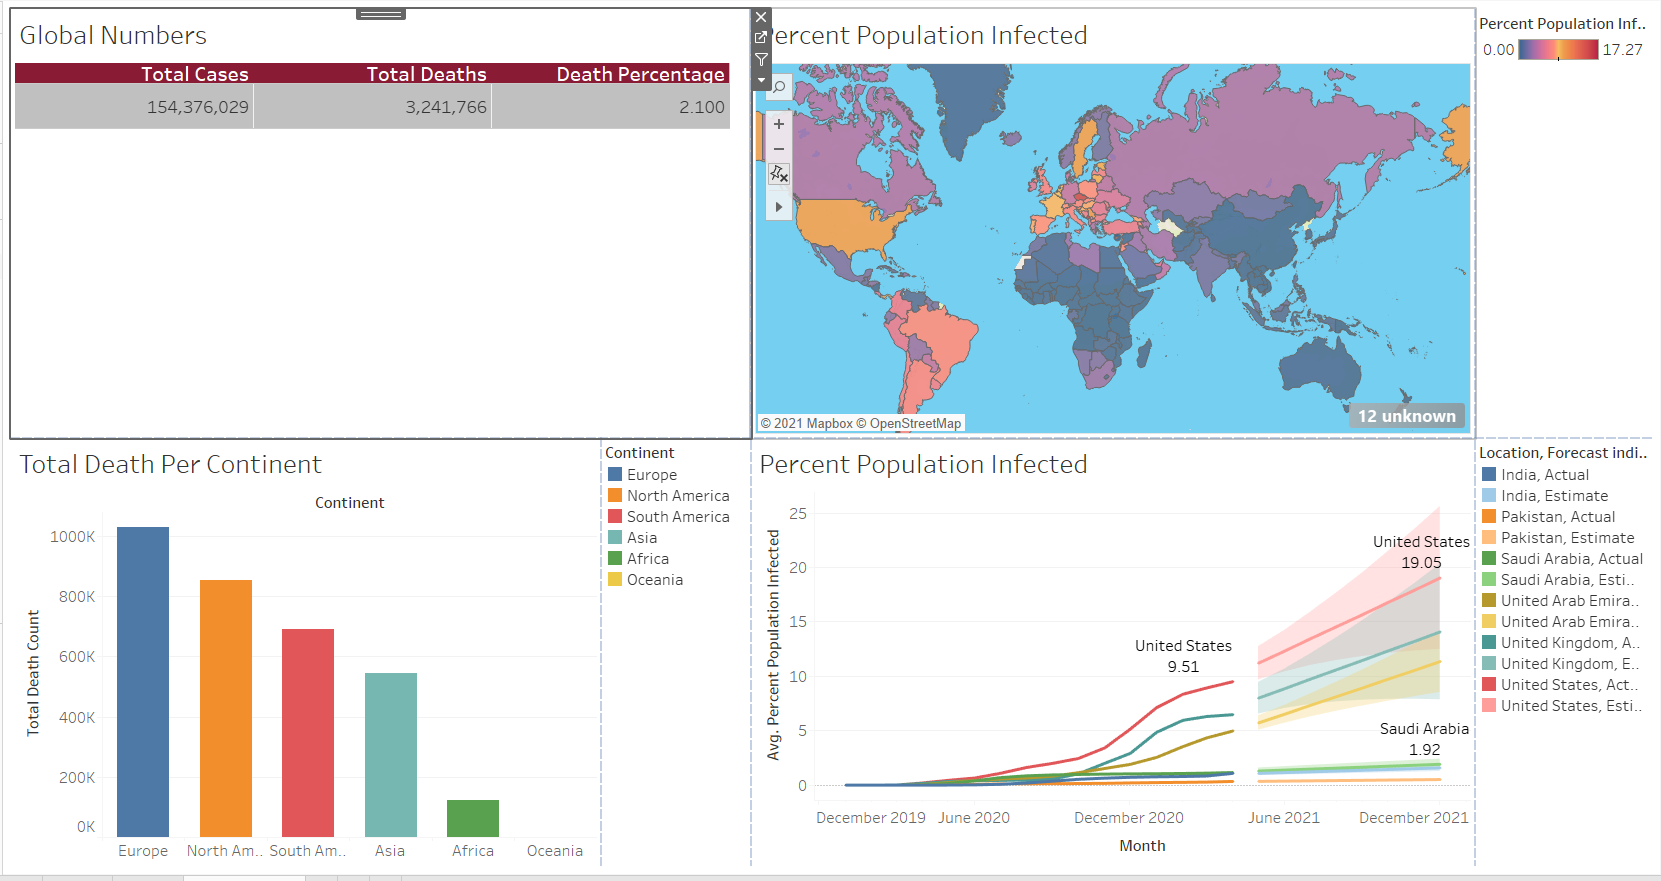 Global Numbers
Total Cases Total Deaths Death Percentage
154,376,029 3,241,766 2.100
Percent Population Infected
© 2021 Mapbox © OpenStreetMap
12 unknown
Percent Population Inf..
0.00 17.27
Total Death Per Continent
Continent
Total Death Count
1000K
800K
600K
400K
200K
0K
Europe North Am.. South Am.. Asia Africa Oceania
Continent
Europe
North America
South America
Asia
Africa
Oceania
Percent Population Infected
Avg. Percent Population Infected
25
20
15
10
5
0
United States
9.51
United States
19.05
Saudi Arabia
1.92
December 2019 June 2020 December 2020 June 2021 December 2021
Month
Location, Forecast indi..
India, Actual
India, Estimate
Pakistan, Actual
Pakistan, Estimate
Saudi Arabia, Actual
Saudi Arabia, Esti..
United Arab Emira..
United Arab Emira..
United Kingdom, A..
United Kingdom, E..
United States, Act..
United States, Esti..